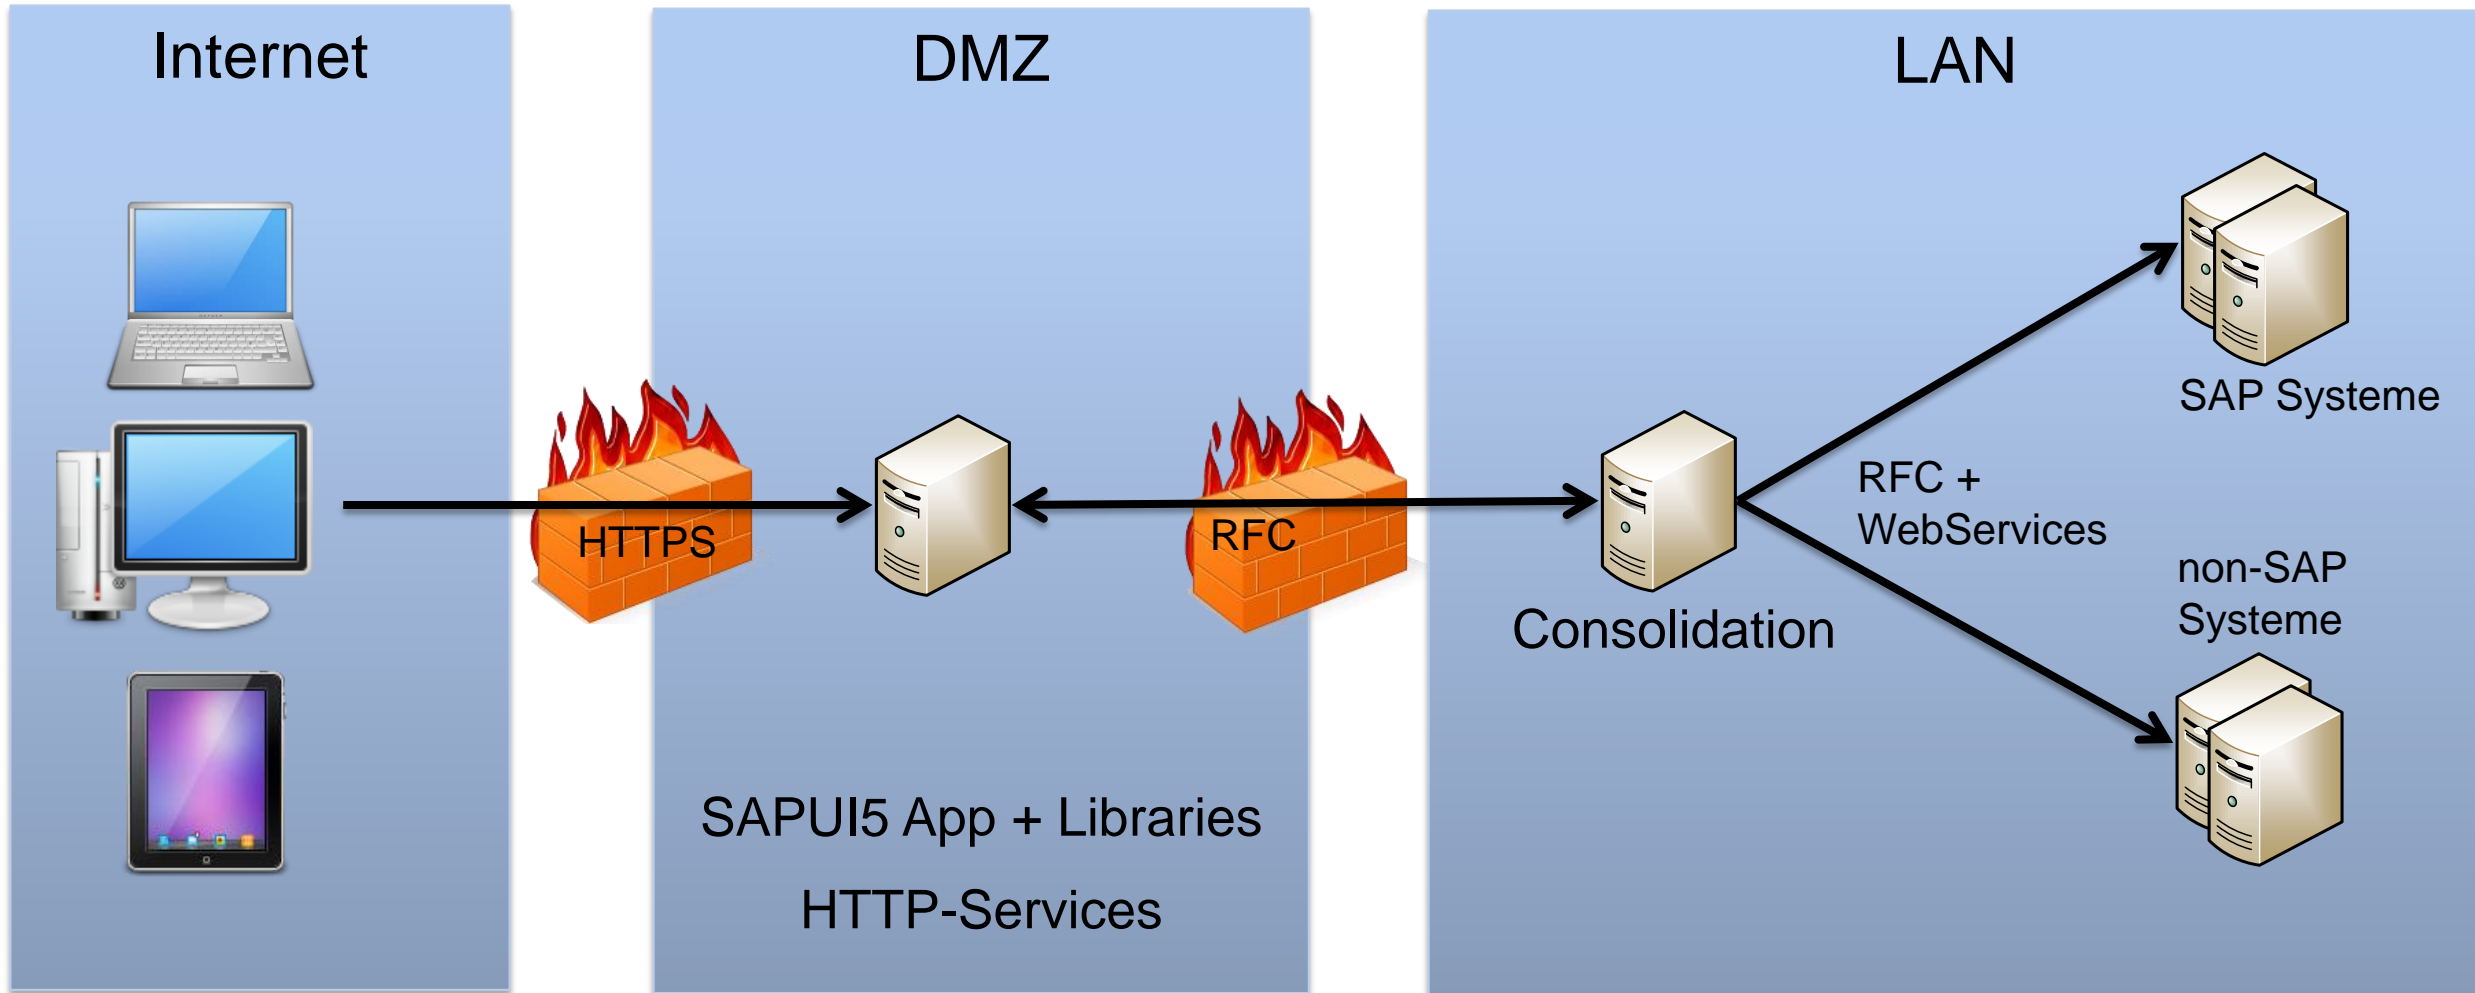 Internet
DMZ
LAN
SAP Systeme
RFC +
WebServices
HTTPS
RFC
non-SAP
Systeme
Consolidation
SAPUI5 App + Libraries
HTTP-Services